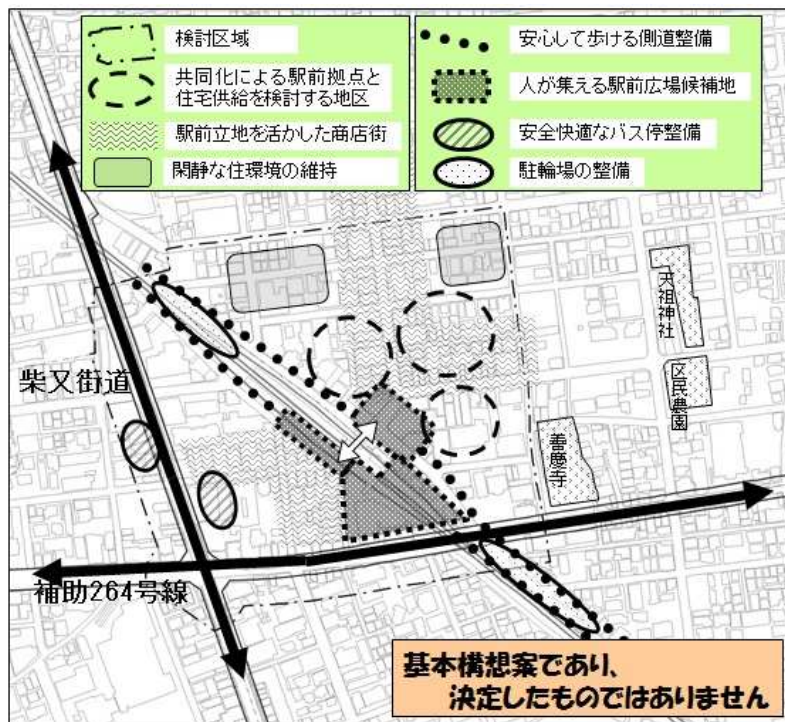 検討区域
共同化による駅前拠点と
住宅供給を検討する地区
駅前立地を活かした商店街
閑静な住環境の維持
安心して歩ける側道整備
人が集える駅前広場候補地
安全快適なバス停整備
駐輪場の整備
天祖神社
区民農園
善慶寺
柴又街道
補助264号線
基本構想案であり、
決定したものではありません